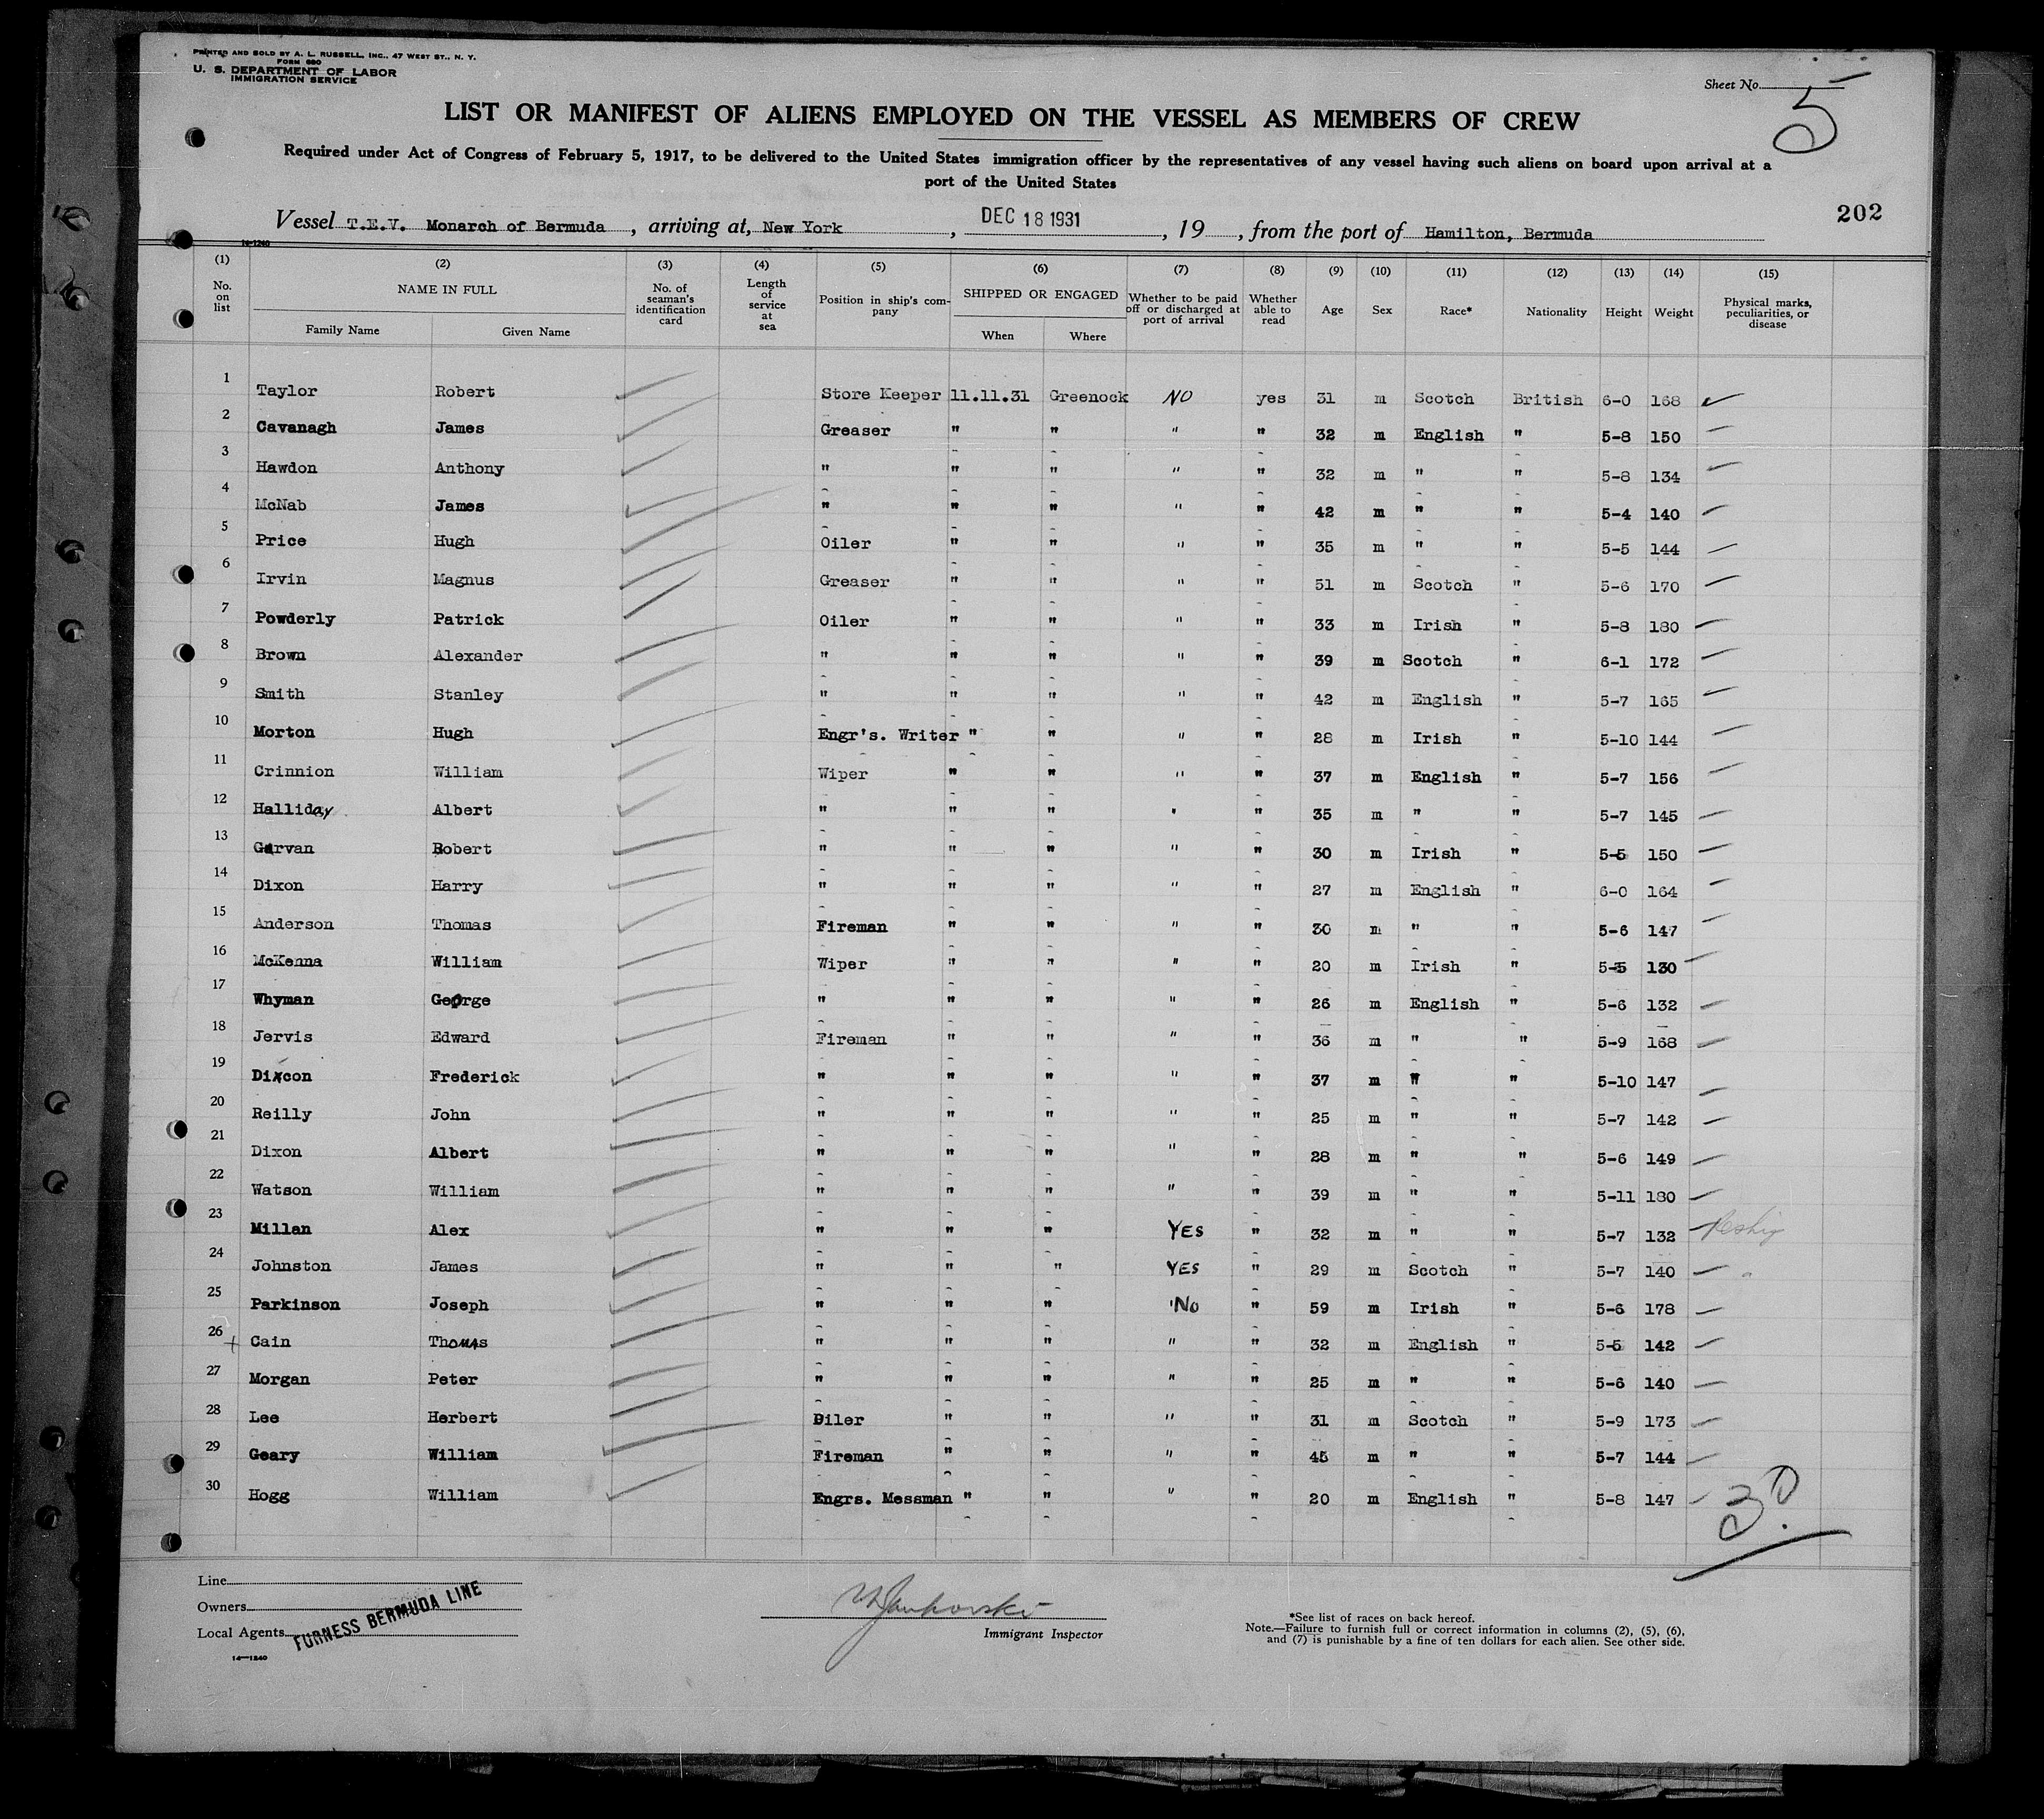 PRINTED AND SOLD BY A. L. RUSSELL, INC., 47 WEST ST., N. Y.
FORM 680
U. S. DEPARTMENT OF LABOR
IMMIGRATION SERVICE
Sheet No. 5
LIST OR MANIFEST OF ALIENS EMPLOYED ON THE VESSEL AS MEMBERS OF CREW
Required under Act of Congress of February 5, 1917, to be delivered to the United States immigration officer by the representatives of any vessel having such aliens on board upon arrival at a
port of the United States
202
Vessel T.E.V. Monarch of Bermuda, arriving at, New York, DEC 18 1931, 19, from the port of Hamilton, Bermuda
14-1240
(1) (2) (3) (4) (5) (6) (7) (8) (9) (10) (11) (12) (13) (14) (15)
No. on list NAME IN FULL Family Name Given Name No. of seaman's identification card Length of service at sea Position in ship's company SHIPPED OR ENGAGED When Where Whether to be paid off or discharged at port of arrival Whether able to read Age Sex Race* Nationality Height Weight Physical marks, peculiarities, or disease
1 Taylor Robert Store Keeper 11.11.31 Greenock NO yes 31 m Scotch British 6-0 168
2 Cavanagh James Greaser " " " " 32 m English " 5-8 150
3 Hawdon Anthony " " " " " 32 m " " 5-8 134
4 McNab James " " " " " 42 m " " 5-4 140
5 Price Hugh Oiler " " " " 35 m " " 5-5 144
6 Irvin Magnus Greaser " " " " 51 m Scotch " 5-6 170
7 Powderly Patrick Oiler " " " " 33 m Irish " 5-8 180
8 Brown Alexander " " " " " 39 m Scotch " 6-1 172
9 Smith Stanley " " " " " 42 m English " 5-7 165
10 Morton Hugh Engr's. Writer " " " " 28 m Irish " 5-10 144
11 Crinnion William Wiper " " " " 37 m English " 5-7 156
12 Halliday Albert " " " " " 35 m " " 5-7 145
13 Garvan Robert " " " " " 30 m Irish " 5-5 150
14 Dixon Harry " " " " " 27 m English " 6-0 164
15 Anderson Thomas Fireman " " " " 30 m " " 5-6 147
16 McKenna William Wiper " " " " 20 m Irish " 5-5 130
17 Whyman George " " " " " 26 m English " 5-6 132
18 Jervis Edward Fireman " " " " 36 m " " 5-9 168
19 Dixon Frederick " " " " " 37 m " " 5-10 147
20 Reilly John " " " " " 25 m " " 5-7 142
21 Dixon Albert " " " " " 28 m " " 5-6 149
22 Watson William " " " " " 39 m " " 5-11 180
23 Millan Alex " " " YES " 32 m " " 5-7 132
24 Johnston James " " " YES " 29 m Scotch " 5-7 140
25 Parkinson Joseph " " " NO " 59 m Irish " 5-6 178
26 Cain Thomas " " " " " 32 m English " 5-5 142
27 Morgan Peter " " " " " 25 m " " 5-6 140
28 Lee Herbert Oiler " " " " 31 m Scotch " 5-9 173
29 Geary William Fireman " " " " 45 m " " 5-7 144
30 Hogg William Engrs. Messman " " " " 20 m English " 5-8 147
30
Line
Owners
Local Agents FURNESS BERMUDA LINE
14—1240
Immigrant Inspector
*See list of races on back hereof.
Note.—Failure to furnish full or correct information in columns (2), (5), (6),
and (7) is punishable by a fine of ten dollars for each alien. See other side.